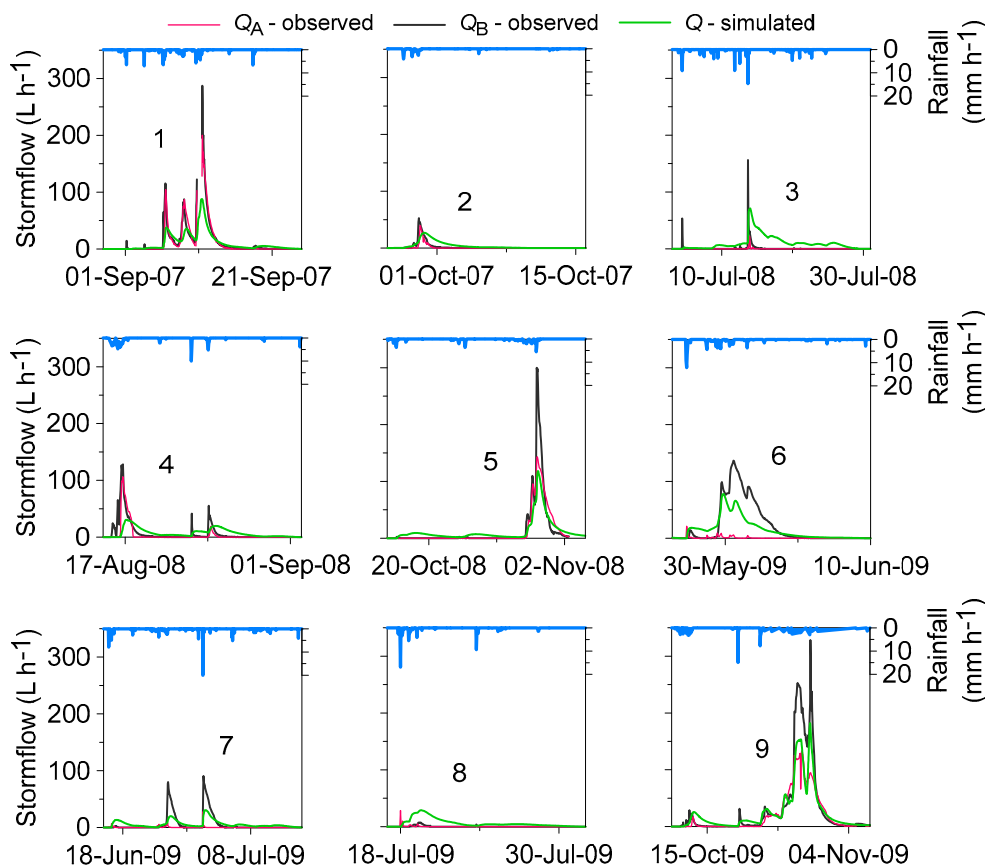 Q_A - observed Q_B - observed Q - simulated
Stormflow (L h⁻¹)
350
300
200
100
0
1
01-Sep-07 21-Sep-07
2
01-Oct-07 15-Oct-07
3
10-Jul-08 30-Jul-08
0
10
20
Rainfall
(mm h⁻¹)
Stormflow (L h⁻¹)
300
200
100
0
4
17-Aug-08 01-Sep-08
5
20-Oct-08 02-Nov-08
6
30-May-09 10-Jun-09
0
10
20
Rainfall
(mm h⁻¹)
Stormflow (L h⁻¹)
300
200
100
0
7
18-Jun-09 08-Jul-09
8
18-Jul-09 30-Jul-09
9
15-Oct-09 04-Nov-09
0
10
20
Rainfall
(mm h⁻¹)